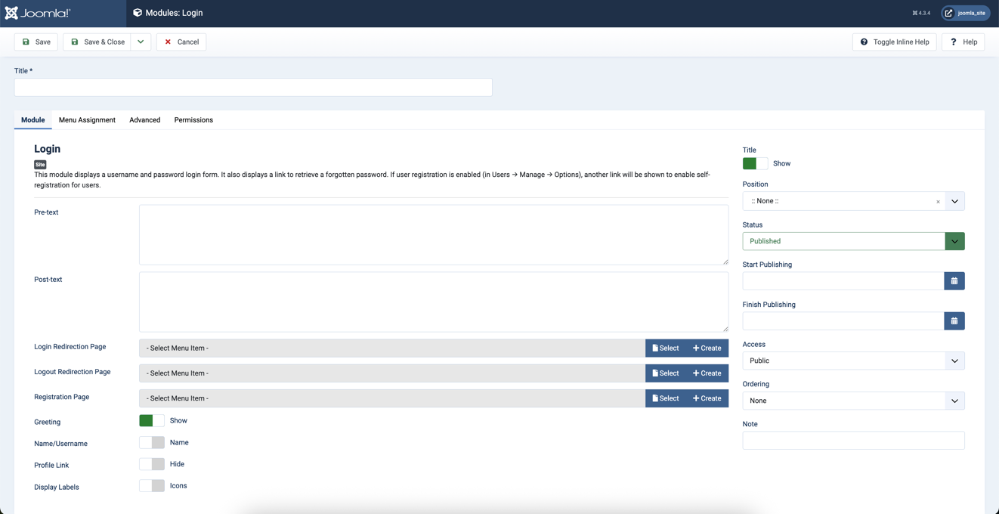 Joomla!®
Modules: Login
4.3.4
joomla_site
Save
Save & Close
Cancel
Toggle Inline Help
? Help
Title *
Module
Menu Assignment
Advanced
Permissions
Login
Site
This module displays a username and password login form. It also displays a link to retrieve a forgotten password. If user registration is enabled (in Users → Manage → Options), another link will be shown to enable self-
registration for users.
Pre-text
Post-text
Login Redirection Page
- Select Menu Item -
Select
+ Create
Logout Redirection Page
- Select Menu Item -
Select
+ Create
Registration Page
- Select Menu Item -
Select
+ Create
Greeting
Show
Name/Username
Name
Profile Link
Hide
Display Labels
Icons
Title
Show
Position
:: None ::
×
Status
Published
Start Publishing
Finish Publishing
Access
Public
Ordering
None
Note